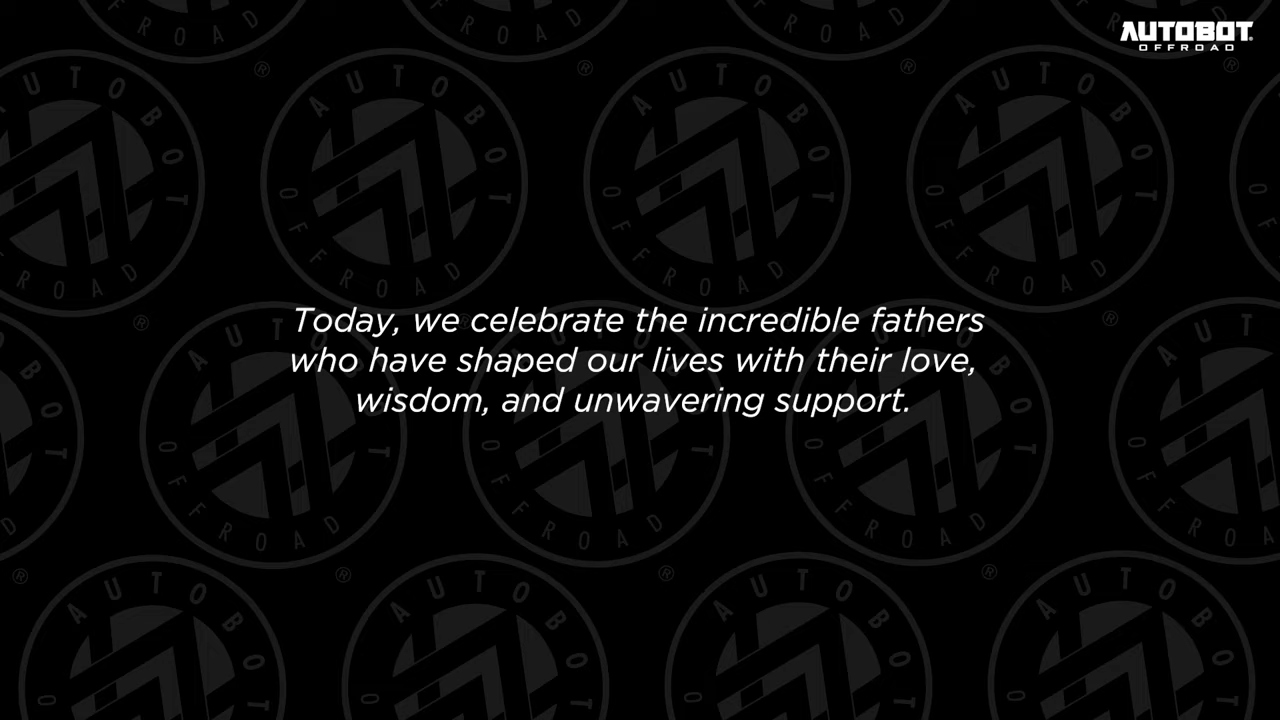 AUTOBOT
OFFROAD
Today, we celebrate the incredible fathers
who have shaped our lives with their love,
wisdom, and unwavering support.